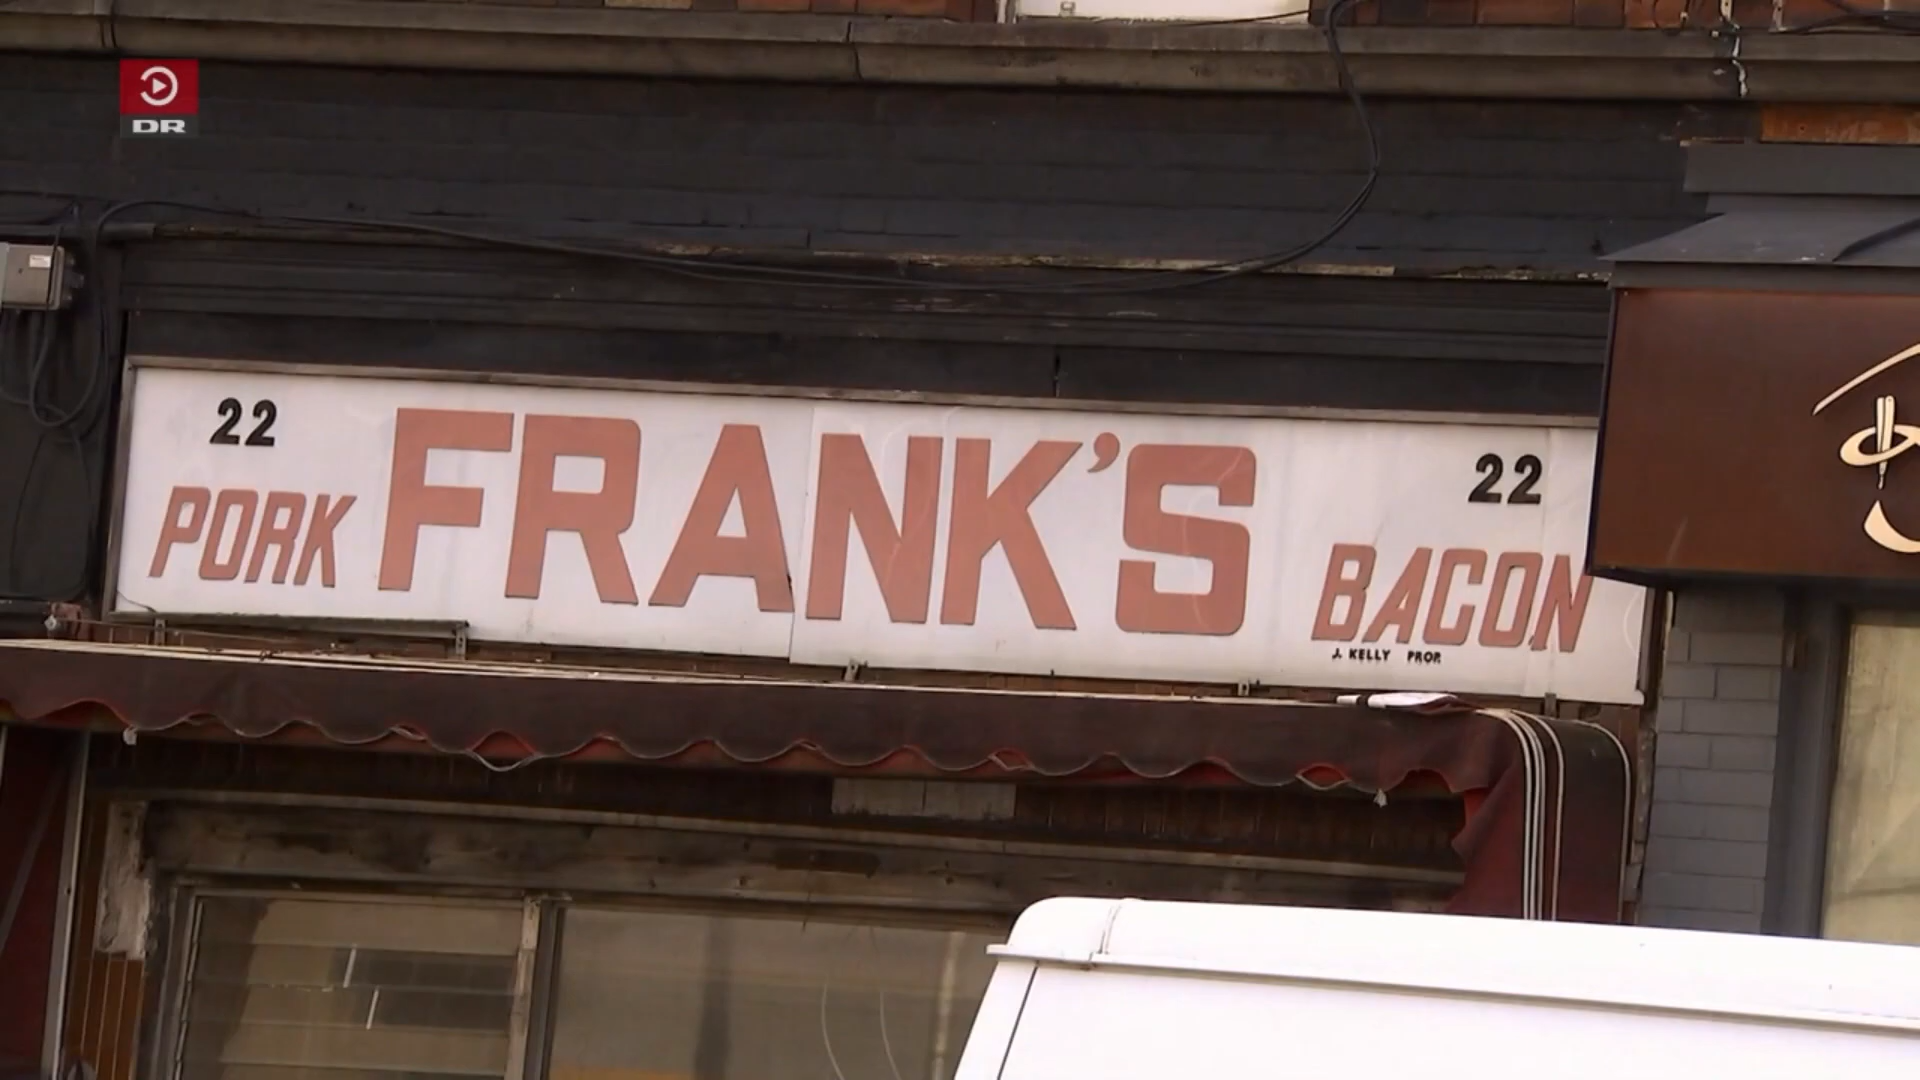 DR
22 22
PORK FRANK'S BACON
J. KELLY PROP.